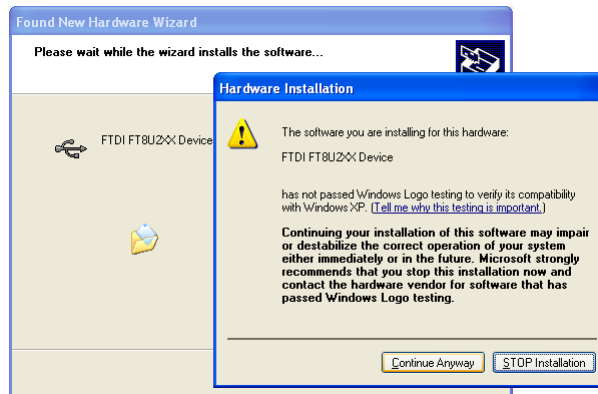 Found New Hardware Wizard
Please wait while the wizard installs the software...
Hardware Installation
FTDI FT8U2XX Device
The software you are installing for this hardware:
FTDI FT8U2XX Device
has not passed Windows Logo testing to verify its compatibility
with Windows XP. (Tell me why this testing is important.)
Continuing your installation of this software may impair
or destabilize the correct operation of your system
either immediately or in the future. Microsoft strongly
recommends that you stop this installation now and
contact the hardware vendor for software that has
passed Windows Logo testing.
Continue Anyway
STOP Installation